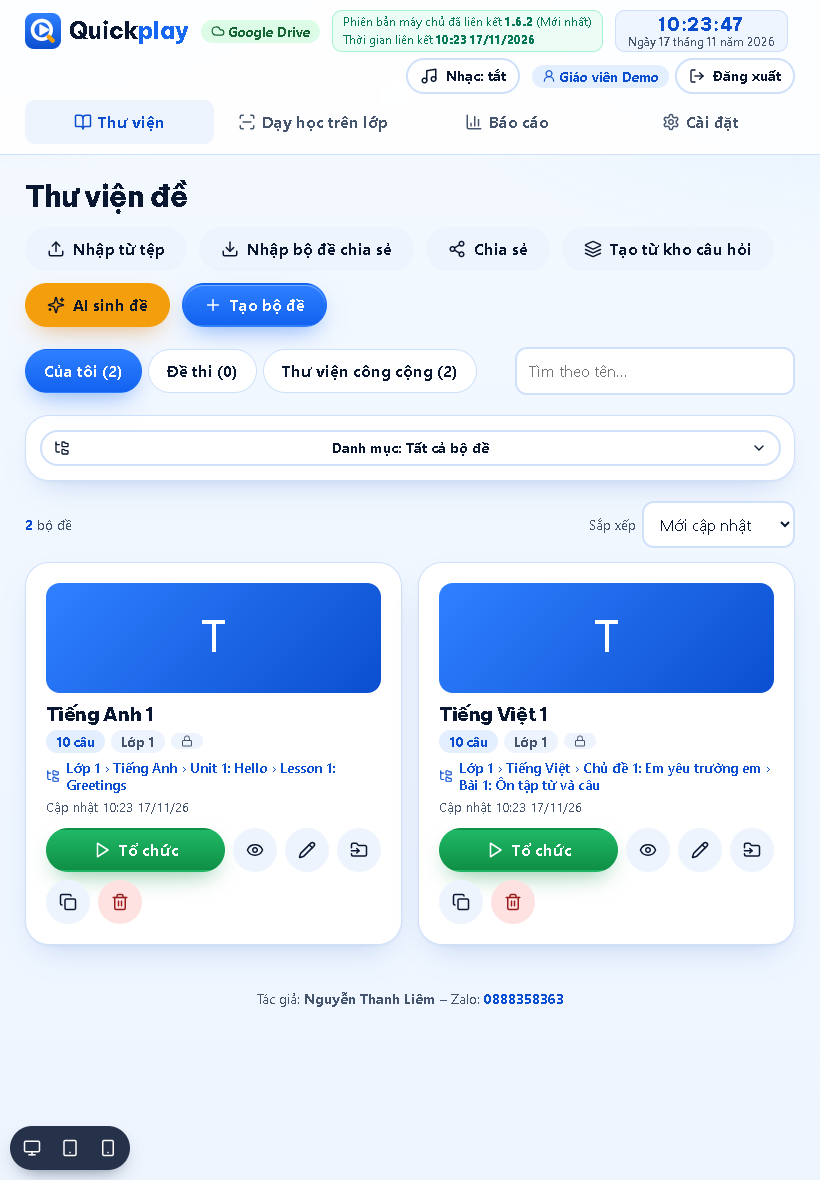 Quickplay
Google Drive
Phiên bản máy chủ đã liên kết 1.6.2 (Mới nhất)
Thời gian liên kết 10:23 17/11/2026
10:23:47
Ngày 17 tháng 11 năm 2026
Nhạc: tắt
Giáo viên Demo
Đăng xuất
Thư viện
Dạy học trên lớp
Báo cáo
Cài đặt
Thư viện đề
Nhập từ tệp
Nhập bộ đề chia sẻ
Chia sẻ
Tạo từ kho câu hỏi
AI sinh đề
Tạo bộ đề
Của tôi (2)
Đề thi (0)
Thư viện công cộng (2)
Tìm theo tên...
Danh mục: Tất cả bộ đề
2 bộ đề
Sắp xếp
Mới cập nhật
T
Tiếng Anh 1
10 câu
Lớp 1
Lớp 1 › Tiếng Anh › Unit 1: Hello › Lesson 1:
Greetings
Cập nhật 10:23 17/11/26
Tổ chức
T
Tiếng Việt 1
10 câu
Lớp 1
Lớp 1 › Tiếng Việt › Chủ đề 1: Em yêu trường em ›
Bài 1: Ôn tập từ và câu
Cập nhật 10:23 17/11/26
Tổ chức
Tác giả: Nguyễn Thanh Liêm – Zalo: 0888358363